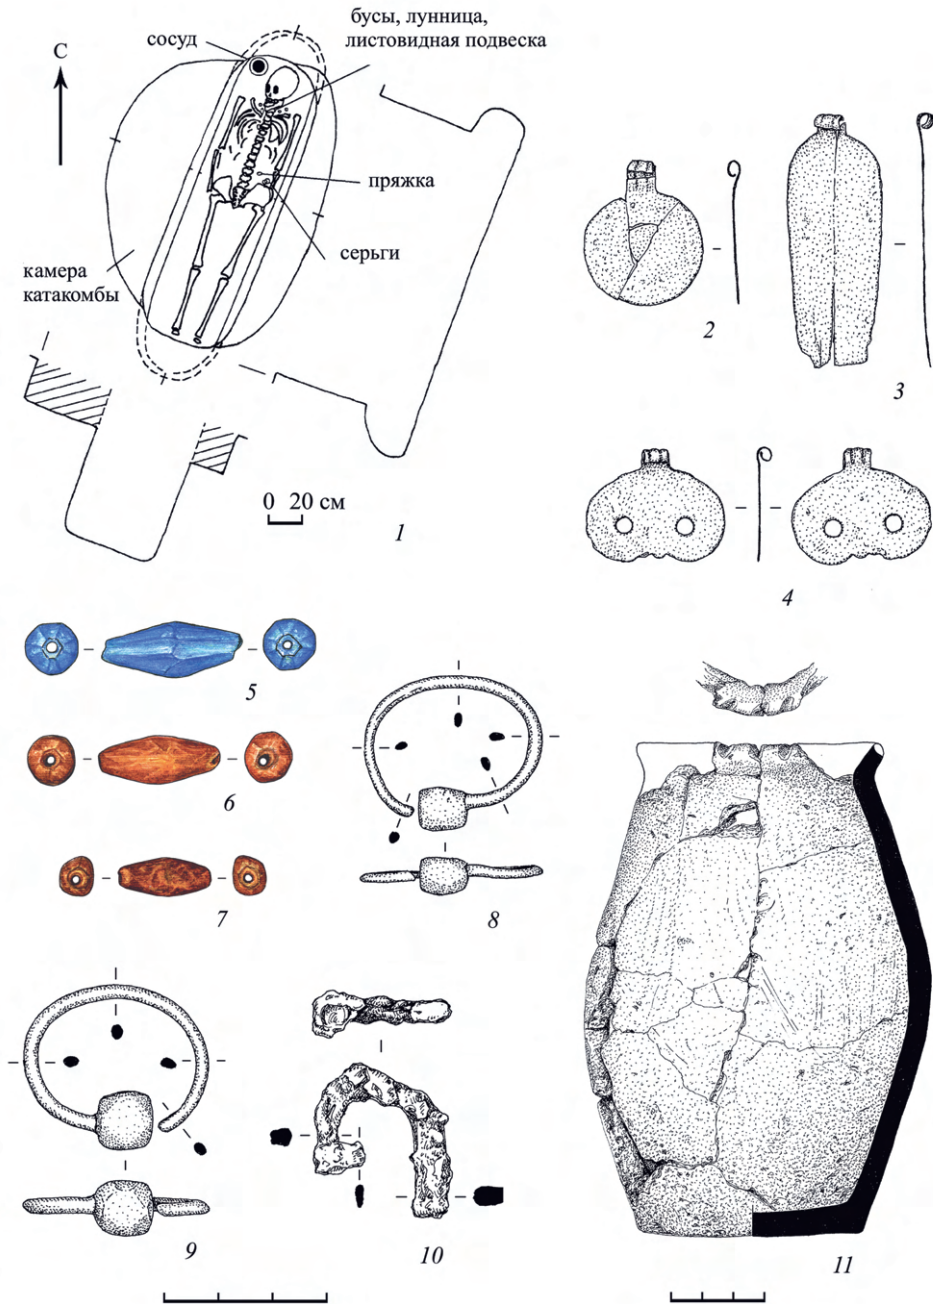 бусы, лунница,
листовидная подвеска
сосуд
С
пряжка
серьги
камера
катакомбы
0 20 см
1
2
3
4
5
6
7
8
9
10
11